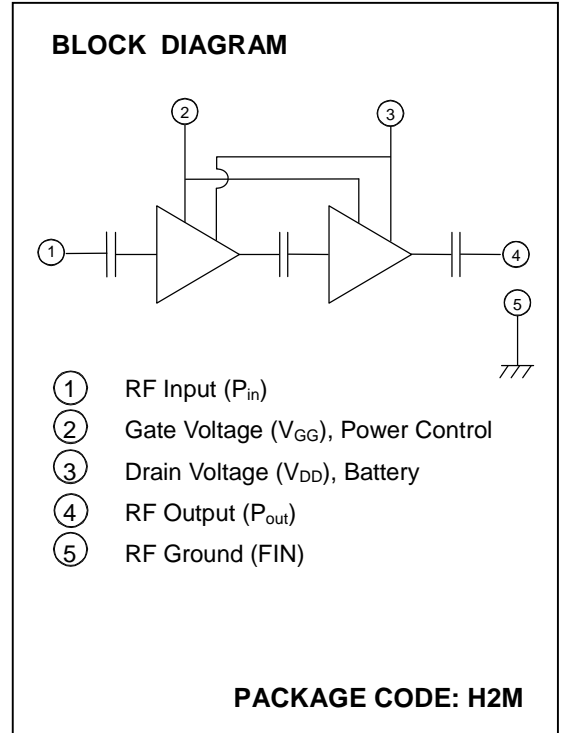 BLOCK DIAGRAM
2
3
1
4
5
1 RF Input (Pin)
2 Gate Voltage (VGG), Power Control
3 Drain Voltage (VDD), Battery
4 RF Output (Pout)
5 RF Ground (FIN)
PACKAGE CODE: H2M